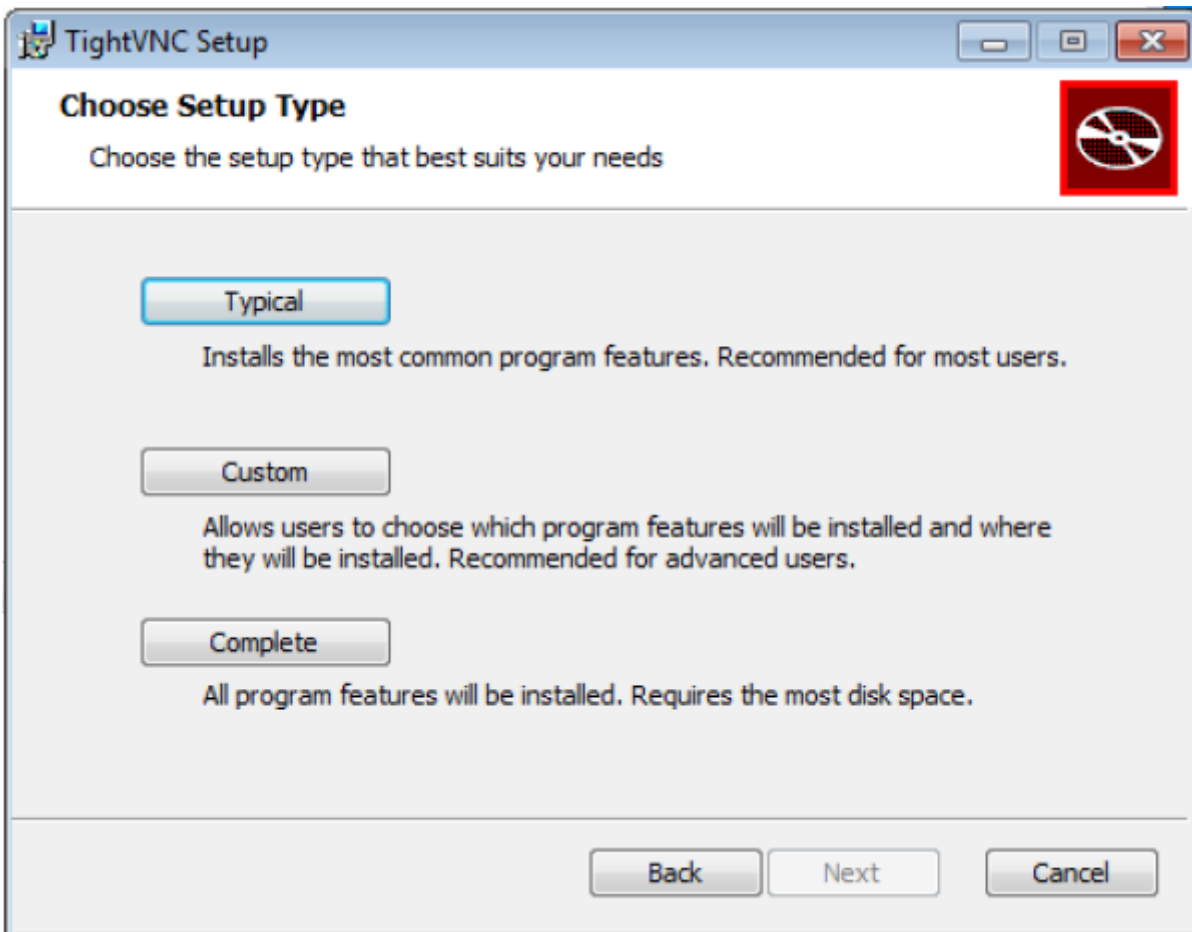 TightVNC Setup
Choose Setup Type
Choose the setup type that best suits your needs
Typical
Installs the most common program features. Recommended for most users.
Custom
Allows users to choose which program features will be installed and where
they will be installed. Recommended for advanced users.
Complete
All program features will be installed. Requires the most disk space.
Back Next Cancel